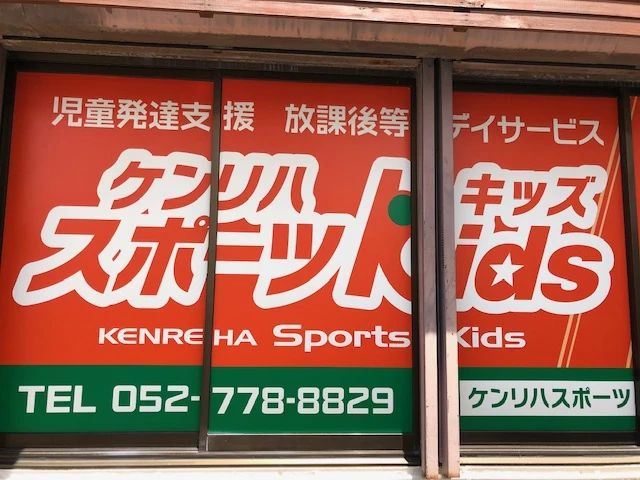 児童発達支援 放課後等デイサービス
ケンリハ キッズ
スポーツkids
KENREHA Sports Kids
TEL 052-778-8829 ケンリハスポーツ